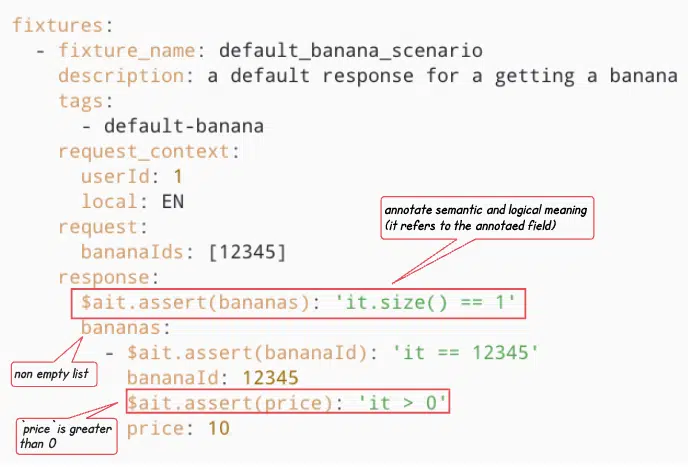 fixtures:
- fixture_name: default_banana_scenario
description: a default response for a getting a banana
tags:
- default-banana
request_context:
userId: 1
local: EN
request:
bananaIds: [12345]
response:
$ait.assert(bananas): 'it.size() == 1'
bananas:
- $ait.assert(bananaId): 'it == 12345'
bananaId: 12345
$ait.assert(price): 'it > 0'
price: 10
annotate semantic and logical meaning
(it refers to the annotaed field)
non empty list
`price` is greater
than 0